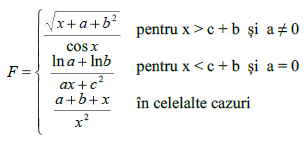 F = { √(x + a + b²) / cos x pentru x > c + b și a ≠ 0
(ln a + ln b) / (ax + c²) pentru x < c + b și a = 0
(a + b + x) / x² în celelalte cazuri